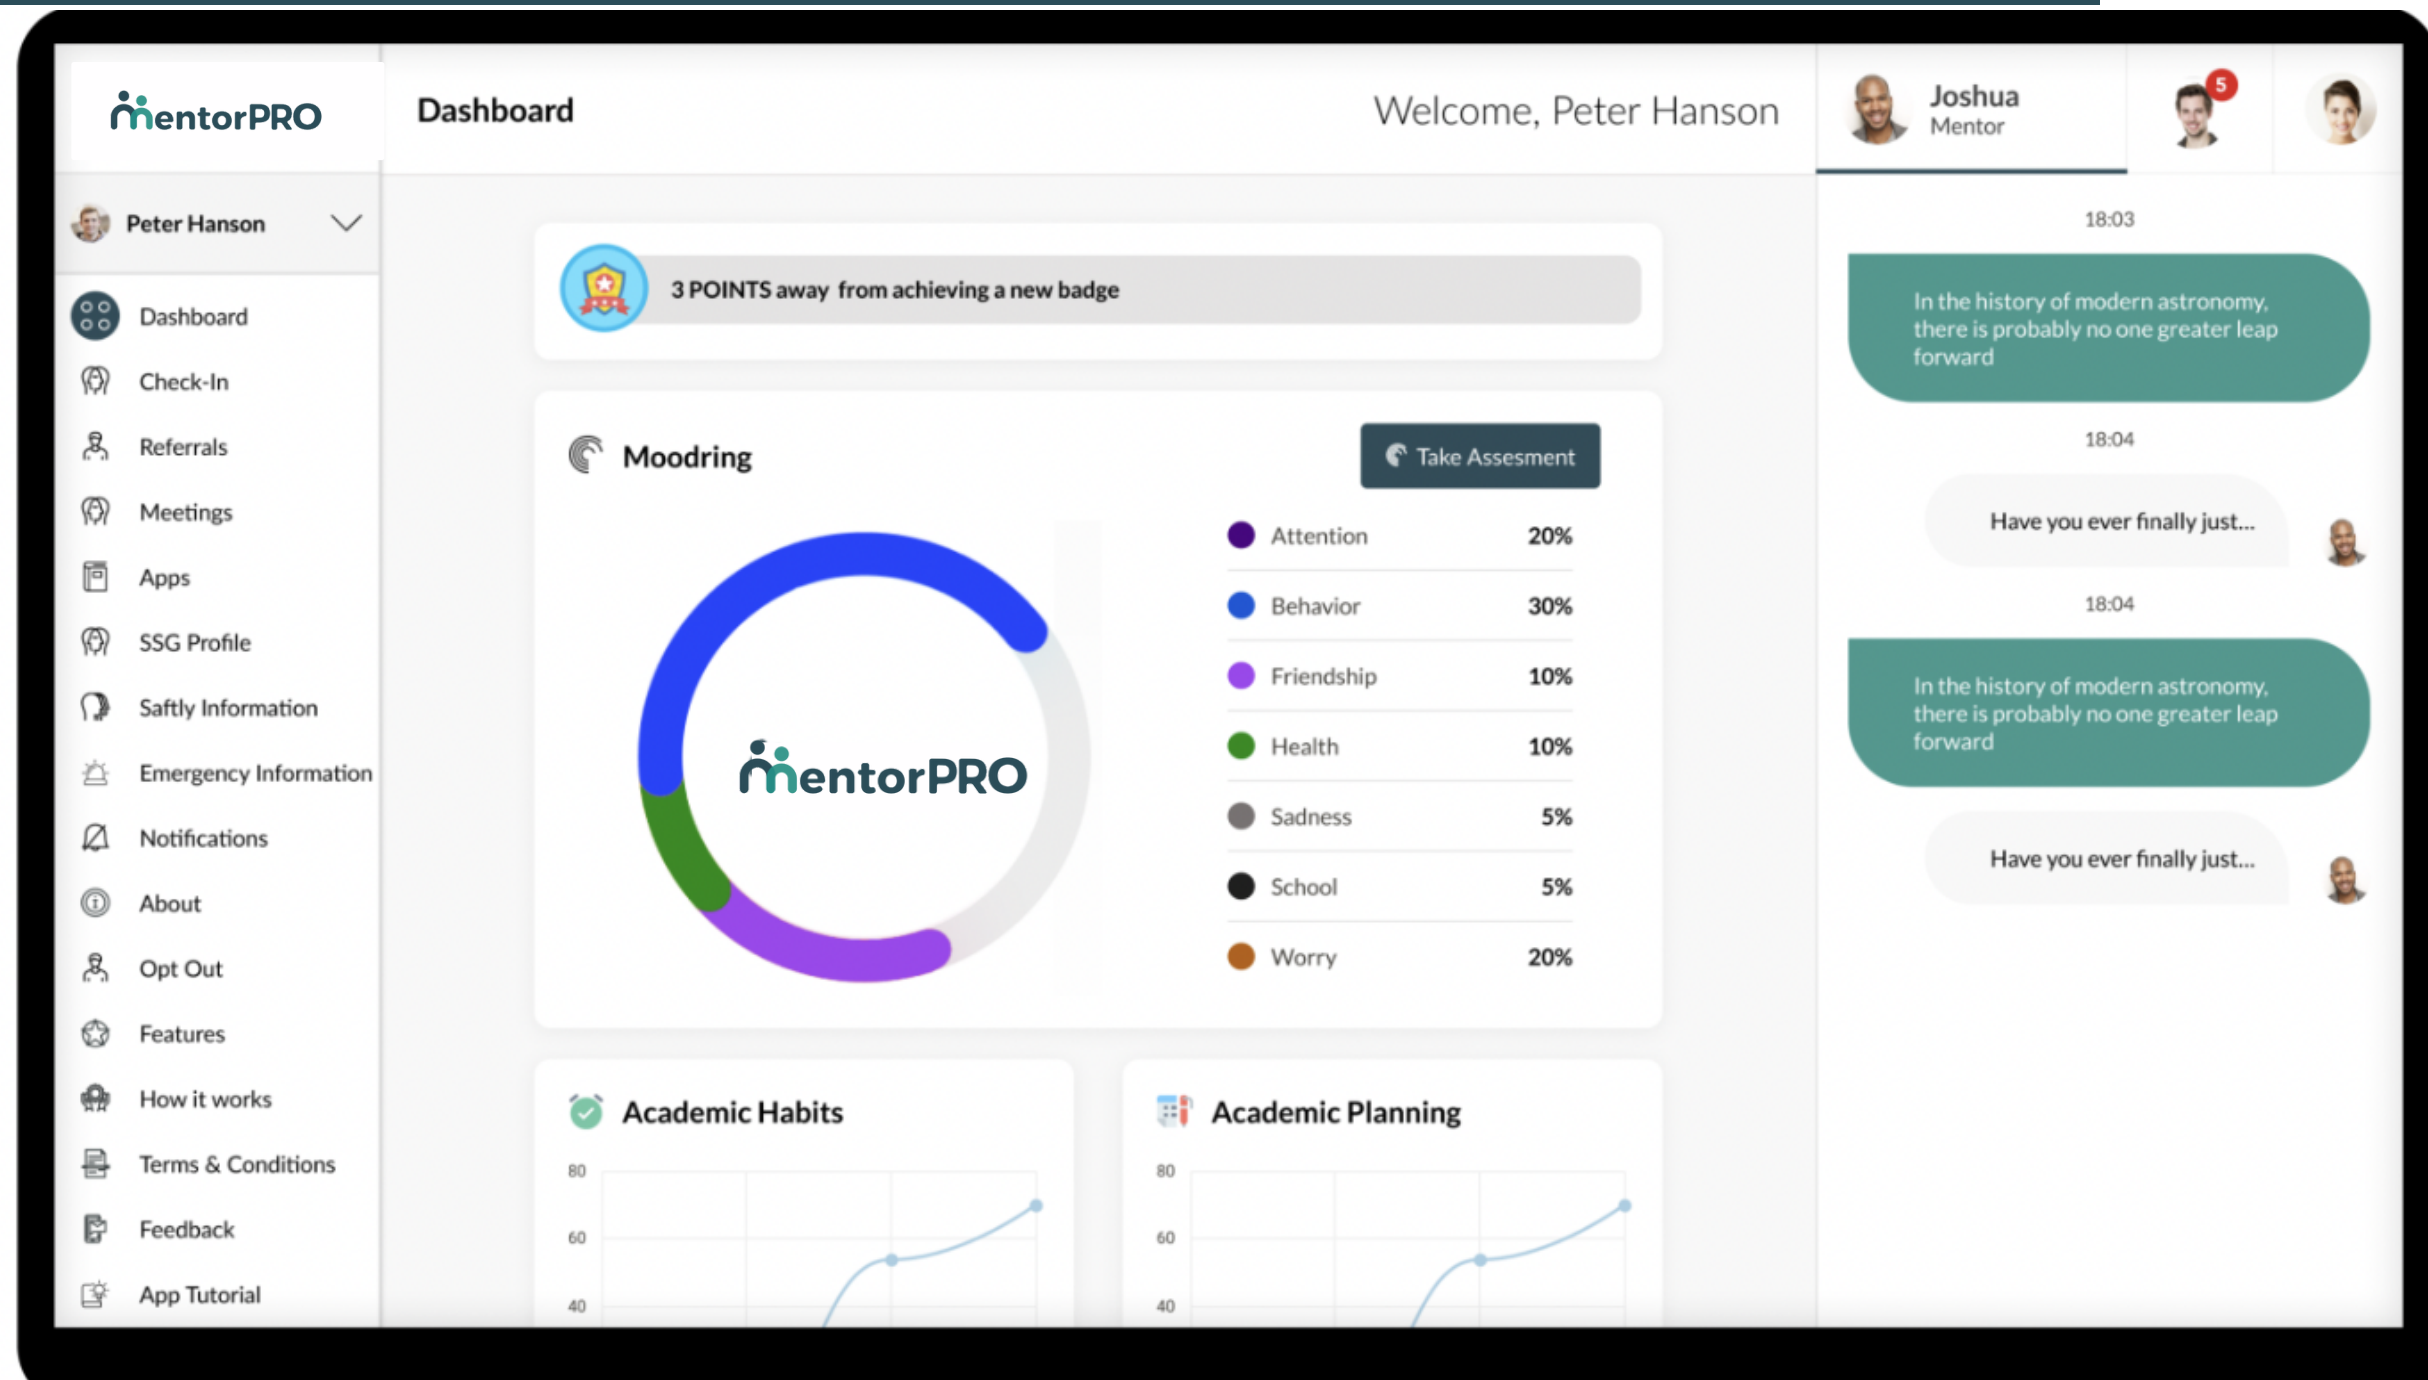 mentorPRO
Dashboard
Welcome, Peter Hanson
Joshua
Mentor
5
Peter Hanson
Dashboard
Check-In
Referrals
Meetings
Apps
SSG Profile
Saftly Information
Emergency Information
Notifications
About
Opt Out
Features
How it works
Terms & Conditions
Feedback
App Tutorial
3 POINTS away from achieving a new badge
Moodring
Take Assesment
mentorPRO
Attention 20%
Behavior 30%
Friendship 10%
Health 10%
Sadness 5%
School 5%
Worry 20%
Academic Habits
80
60
40
Academic Planning
80
60
40
18:03
In the history of modern astronomy,
there is probably no one greater leap
forward
18:04
Have you ever finally just...
18:04
In the history of modern astronomy,
there is probably no one greater leap
forward
Have you ever finally just...